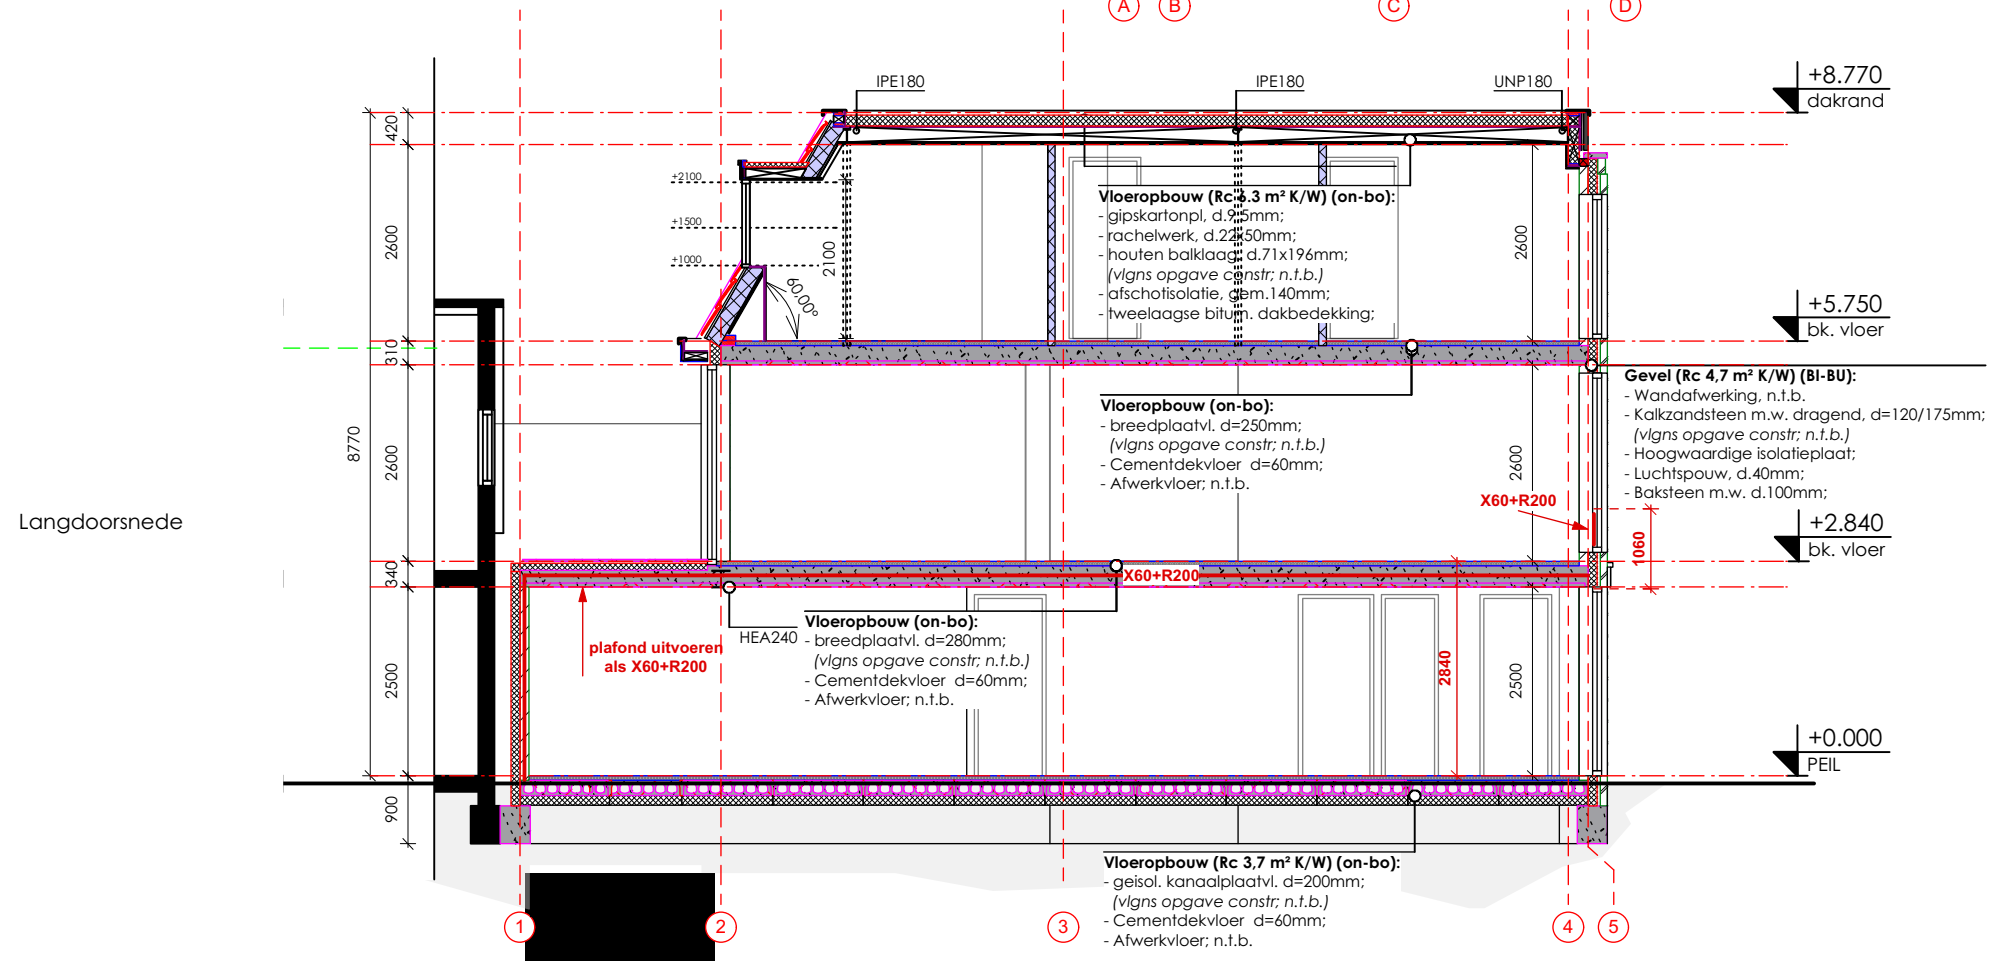 A
B
C
D
IPE180
IPE180
UNP180
+8.770
dakrand
420
+2100
+1500
+1000
2600
2100
60,00°
2600
Vloeropbouw (Rc 6.3 m² K/W) (on-bo):
- gipskartonpl, d.9.5mm;
- rachelwerk, d.22x50mm;
- houten balklaag, d.71x196mm;
(vlgns opgave constr; n.t.b.)
- afschotisolatie, gem.140mm;
- tweelaagse bitum. dakbedekking;
+5.750
bk. vloer
310
8770
2600
Vloeropbouw (on-bo):
- breedplaatvl. d=250mm;
(vlgns opgave constr; n.t.b.)
- Cementdekvloer d=60mm;
- Afwerkvloer; n.t.b.
2600
Gevel (Rc 4,7 m² K/W) (BI-BU):
- Wandafwerking, n.t.b.
- Kalkzandsteen m.w. dragend, d=120/175mm;
(vlgns opgave constr; n.t.b.)
- Hoogwaardige isolatieplaat;
- Luchtspouw, d.40mm;
- Baksteen m.w. d.100mm;
X60+R200
1060
Langdoorsnede
+2.840
bk. vloer
340
X60+R200
HEA240
plafond uitvoeren
als X60+R200
Vloeropbouw (on-bo):
- breedplaatvl. d=280mm;
(vlgns opgave constr; n.t.b.)
- Cementdekvloer d=60mm;
- Afwerkvloer; n.t.b.
2500
2840
2500
+0.000
PEIL
900
Vloeropbouw (Rc 3,7 m² K/W) (on-bo):
- geisol. kanaalplaatvl. d=200mm;
(vlgns opgave constr; n.t.b.)
- Cementdekvloer d=60mm;
- Afwerkvloer; n.t.b.
1
2
3
4
5